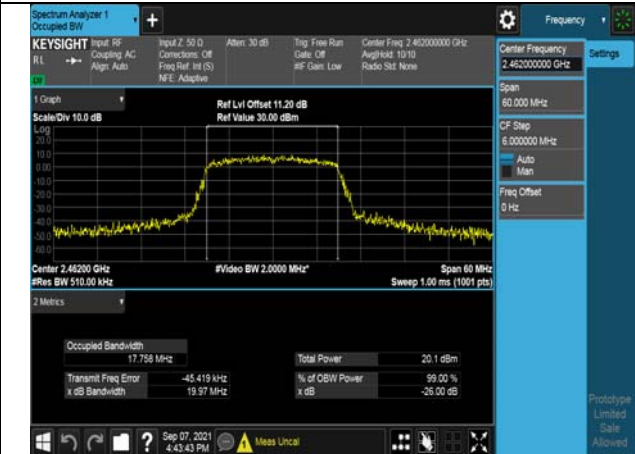 Spectrum Analyzer 1
Occupied BW
+
Frequency
KEYSIGHT
RL
Input: RF
Coupling: AC
Align: Auto
Input Z: 50 Ω
Corrections: Off
Freq Ref: Int (S)
NFE: Adaptive
Atten: 30 dB
Trig: Free Run
Gate: Off
#IF Gain: Low
Center Freq: 2.462000000 GHz
Avg|Hold: 10/10
Radio Std: None
Center Frequency
2.462000000 GHz
Settings
Span
60.000 MHz
CF Step
6.000000 MHz
Auto
Man
Freq Offset
0 Hz
1 Graph
Scale/Div 10.0 dB
Ref Lvl Offset 11.20 dB
Ref Value 30.00 dBm
Log
20.0
10.0
0.00
-10.0
-20.0
-30.0
-40.0
-50.0
-60.0
Center 2.46200 GHz
#Res BW 510.00 kHz
#Video BW 2.0000 MHz*
Span 60 MHz
Sweep 1.00 ms (1001 pts)
2 Metrics
Occupied Bandwidth
17.758 MHz
Total Power 20.1 dBm
Transmit Freq Error -45.419 kHz
% of OBW Power 99.00 %
x dB Bandwidth 19.97 MHz
x dB -26.00 dB
Prototype
Limited
Sale
Allowed
?
Sep 07, 2021
4:43:43 PM
Meas Uncal